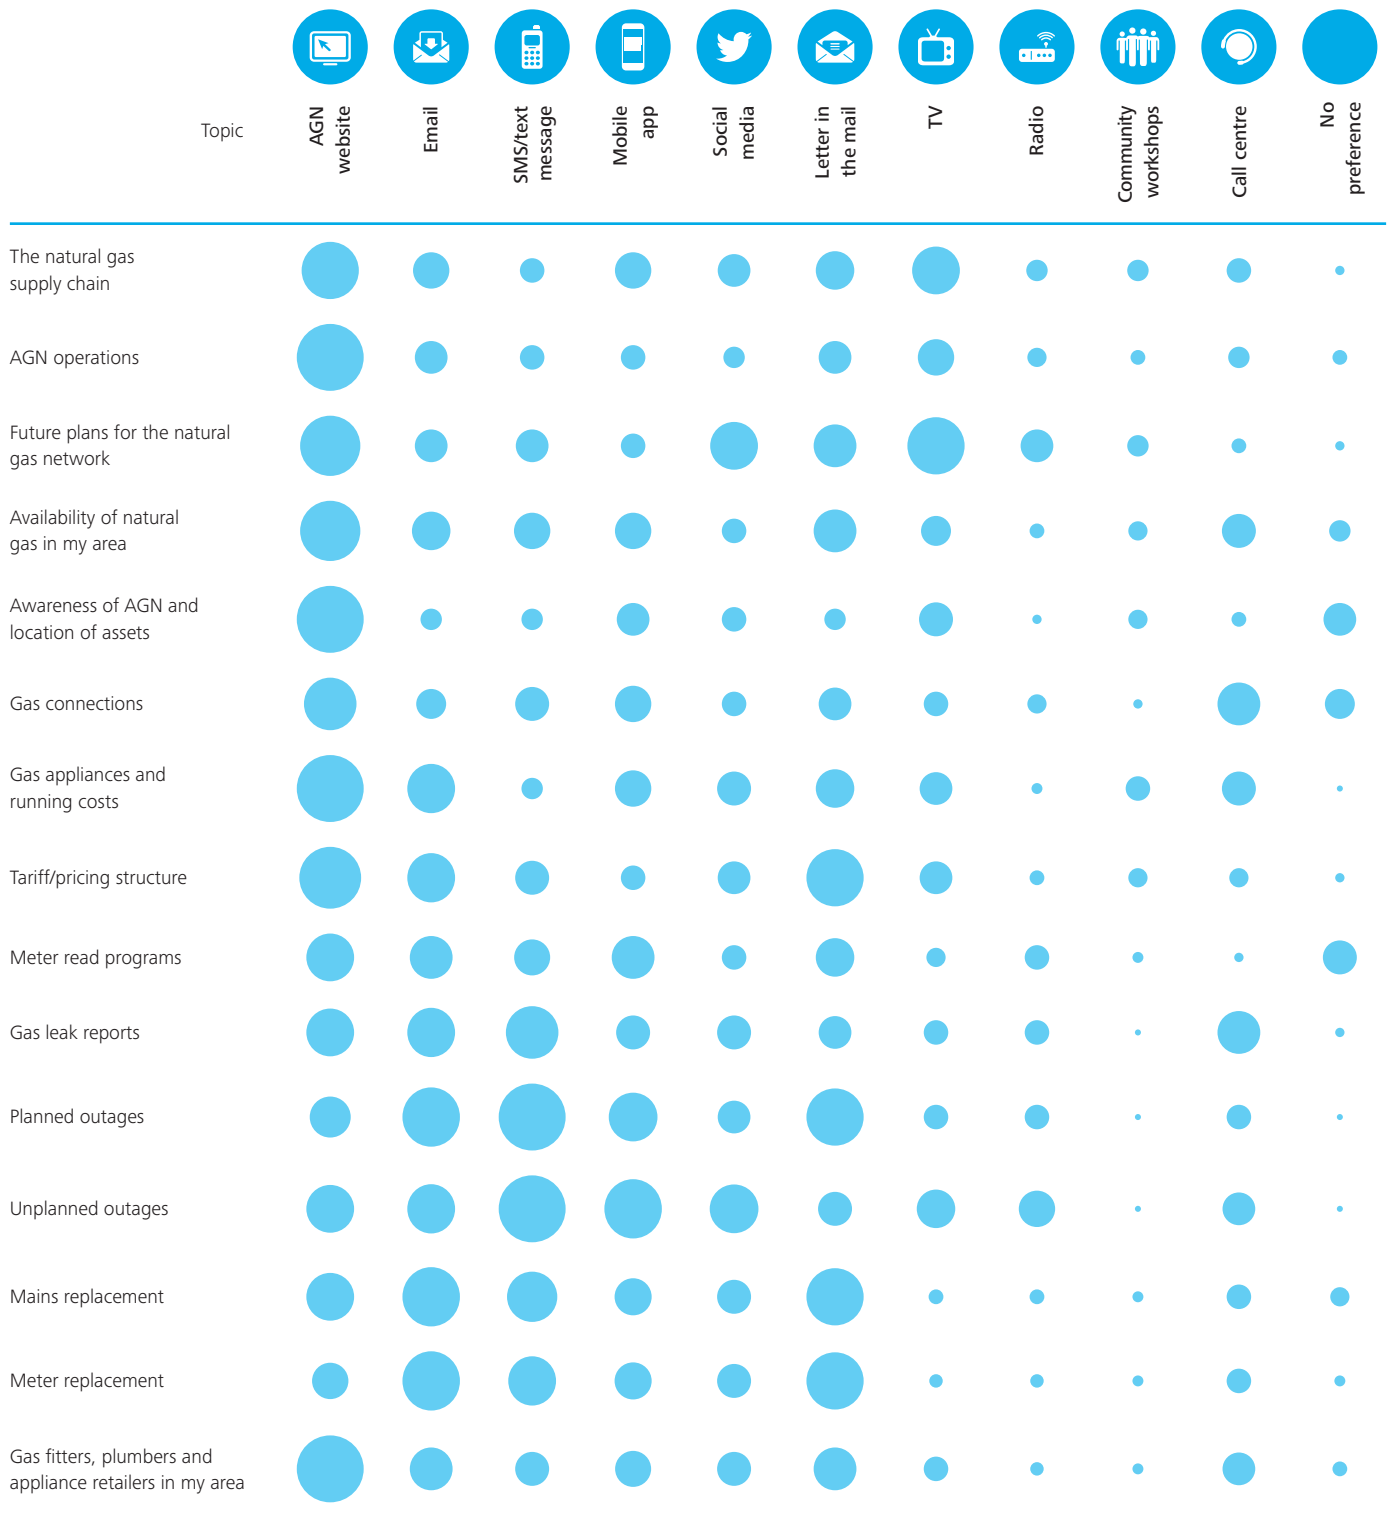 Topic
AGN
website
Email
SMS/text
message
Mobile
app
Social
media
Letter in
the mail
TV
Radio
Community
workshops
Call centre
No
preference
The natural gas
supply chain
AGN operations
Future plans for the natural
gas network
Availability of natural
gas in my area
Awareness of AGN and
location of assets
Gas connections
Gas appliances and
running costs
Tariff/pricing structure
Meter read programs
Gas leak reports
Planned outages
Unplanned outages
Mains replacement
Meter replacement
Gas fitters, plumbers and
appliance retailers in my area